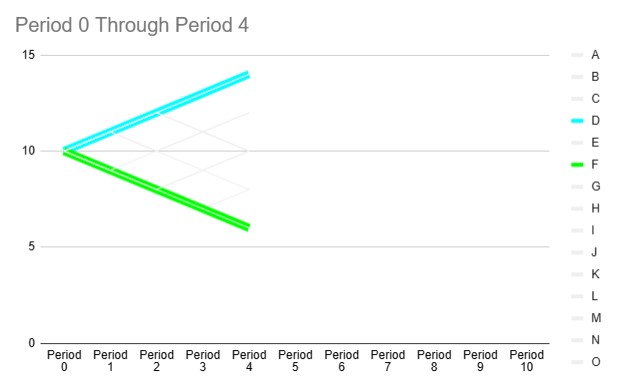 Period 0 Through Period 4
15
10
5
0
Period 0
Period 1
Period 2
Period 3
Period 4
Period 5
Period 6
Period 7
Period 8
Period 9
Period 10
A
B
C
D
E
F
G
H
I
J
K
L
M
N
O